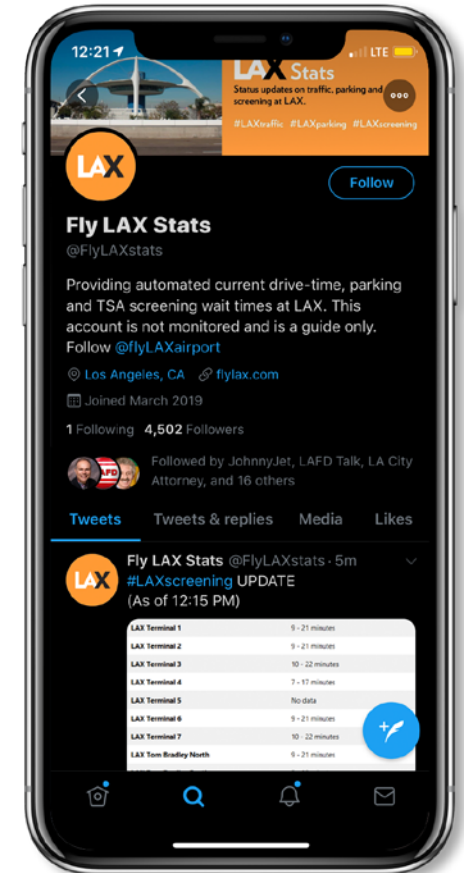 12:21
LTE
LAX Stats
Status updates on traffic, parking and
screening at LAX.
#LAXtraffic #LAXparking #LAXscreening
LAX
Follow
Fly LAX Stats
@FlyLAXstats
Providing automated current drive-time, parking
and TSA screening wait times at LAX. This
account is not monitored and is a guide only.
Follow @flyLAXairport
Los Angeles, CA flylax.com
Joined March 2019
1 Following 4,502 Followers
Followed by JohnnyJet, LAFD Talk, LA City
Attorney, and 16 others
Tweets Tweets & replies Media Likes
Fly LAX Stats @FlyLAXstats · 5m
LAX
#LAXscreening UPDATE
(As of 12:15 PM)
LAX Terminal 1 9 - 21 minutes
LAX Terminal 2 9 - 21 minutes
LAX Terminal 3 10 - 22 minutes
LAX Terminal 4 7 - 17 minutes
LAX Terminal 5 No data
LAX Terminal 6 9 - 21 minutes
LAX Terminal 7 10 - 22 minutes
LAX Tom Bradley North 9 - 21 minutes